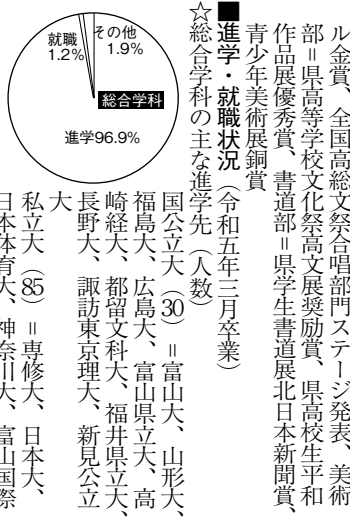 ル金賞、全国高総文祭合唱部門ステージ発表、美術
部＝県高等学校文化祭高文展奨励賞、県高校生平和
作品展優秀賞、書道部＝県学生書道展北日本新聞賞、
青少年美術展銅賞
■進学・就職状況（令和五年三月卒業）
☆総合学科の主な進学先（人数）
国公立大（30）＝富山大、山形大、
福島大、広島大、富山県立大、高
崎経大、都留文科大、福井県立大、
長野大、諏訪東京理大、新見公立
大
私立大（85）＝専修大、日本大、
日本体育大、神奈川大、富山国際
就職
1.2%
その他
1.9%
総合学科
進学96.9%